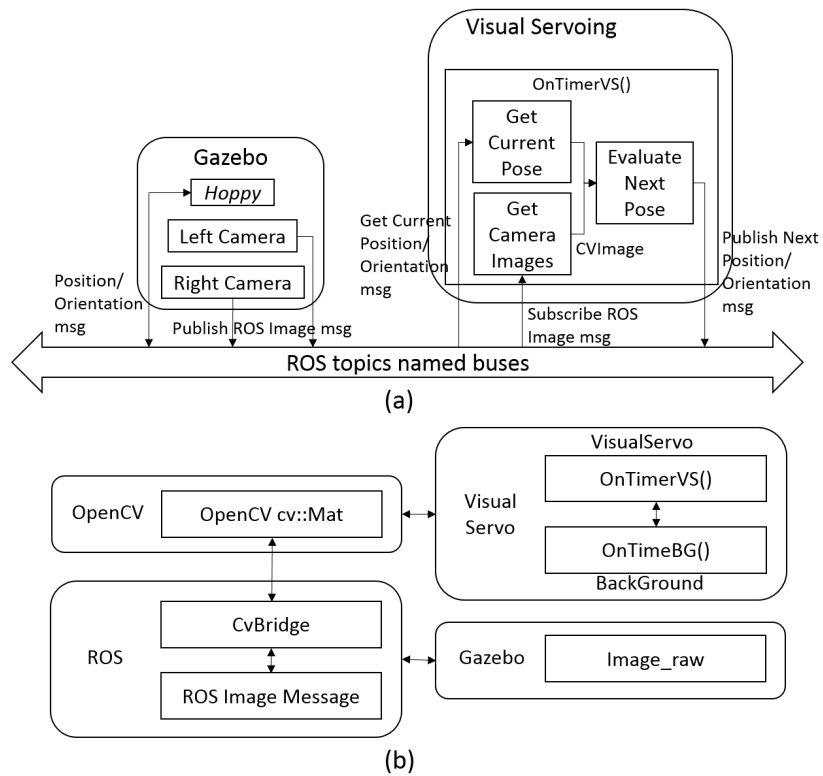 Visual Servoing
OnTimerVS()
Get
Current
Pose
Evaluate
Next
Pose
Get
Camera
Images
CVImage
Gazebo
Hoppy
Left Camera
Right Camera
Position/
Orientation
msg
Publish ROS Image msg
Get Current
Position/
Orientation
msg
Subscribe ROS
Image msg
Publish Next
Position/
Orientation
msg
ROS topics named buses
(a)
OpenCV
OpenCV cv::Mat
VisualServo
Visual
Servo
OnTimerVS()
OnTimeBG()
BackGround
ROS
CvBridge
ROS Image Message
Gazebo
Image_raw
(b)